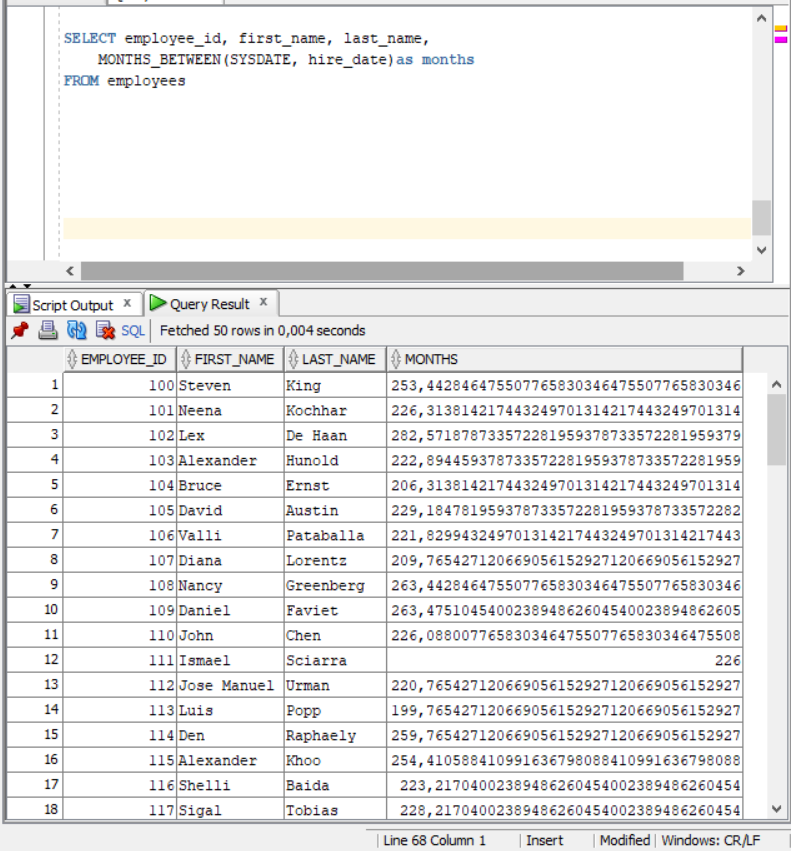 SELECT employee_id, first_name, last_name,
MONTHS_BETWEEN(SYSDATE, hire_date)as months
FROM employees
Script Output x Query Result x
SQL Fetched 50 rows in 0,004 seconds
EMPLOYEE_ID FIRST_NAME LAST_NAME MONTHS
1 100 Steven King 253,442846475507765830346475507765830346
2 101 Neena Kochhar 226,313814217443249701314217443249701314
3 102 Lex De Haan 282,571878733572281959378733572281959379
4 103 Alexander Hunold 222,894459378733572281959378733572281959
5 104 Bruce Ernst 206,313814217443249701314217443249701314
6 105 David Austin 229,184781959378733572281959378733572282
7 106 Valli Pataballa 221,829943249701314217443249701314217443
8 107 Diana Lorentz 209,765427120669056152927120669056152927
9 108 Nancy Greenberg 263,442846475507765830346475507765830346
10 109 Daniel Faviet 263,475104540023894862604540023894862605
11 110 John Chen 226,088007765830346475507765830346475508
12 111 Ismael Sciarra 226
13 112 Jose Manuel Urman 220,765427120669056152927120669056152927
14 113 Luis Popp 199,765427120669056152927120669056152927
15 114 Den Raphaely 259,765427120669056152927120669056152927
16 115 Alexander Khoo 254,410588410991636798088410991636798088
17 116 Shelli Baida 223,21704002389486260454002389486260454
18 117 Sigal Tobias 228,21704002389486260454002389486260454
Line 68 Column 1 Insert Modified Windows: CR/LF